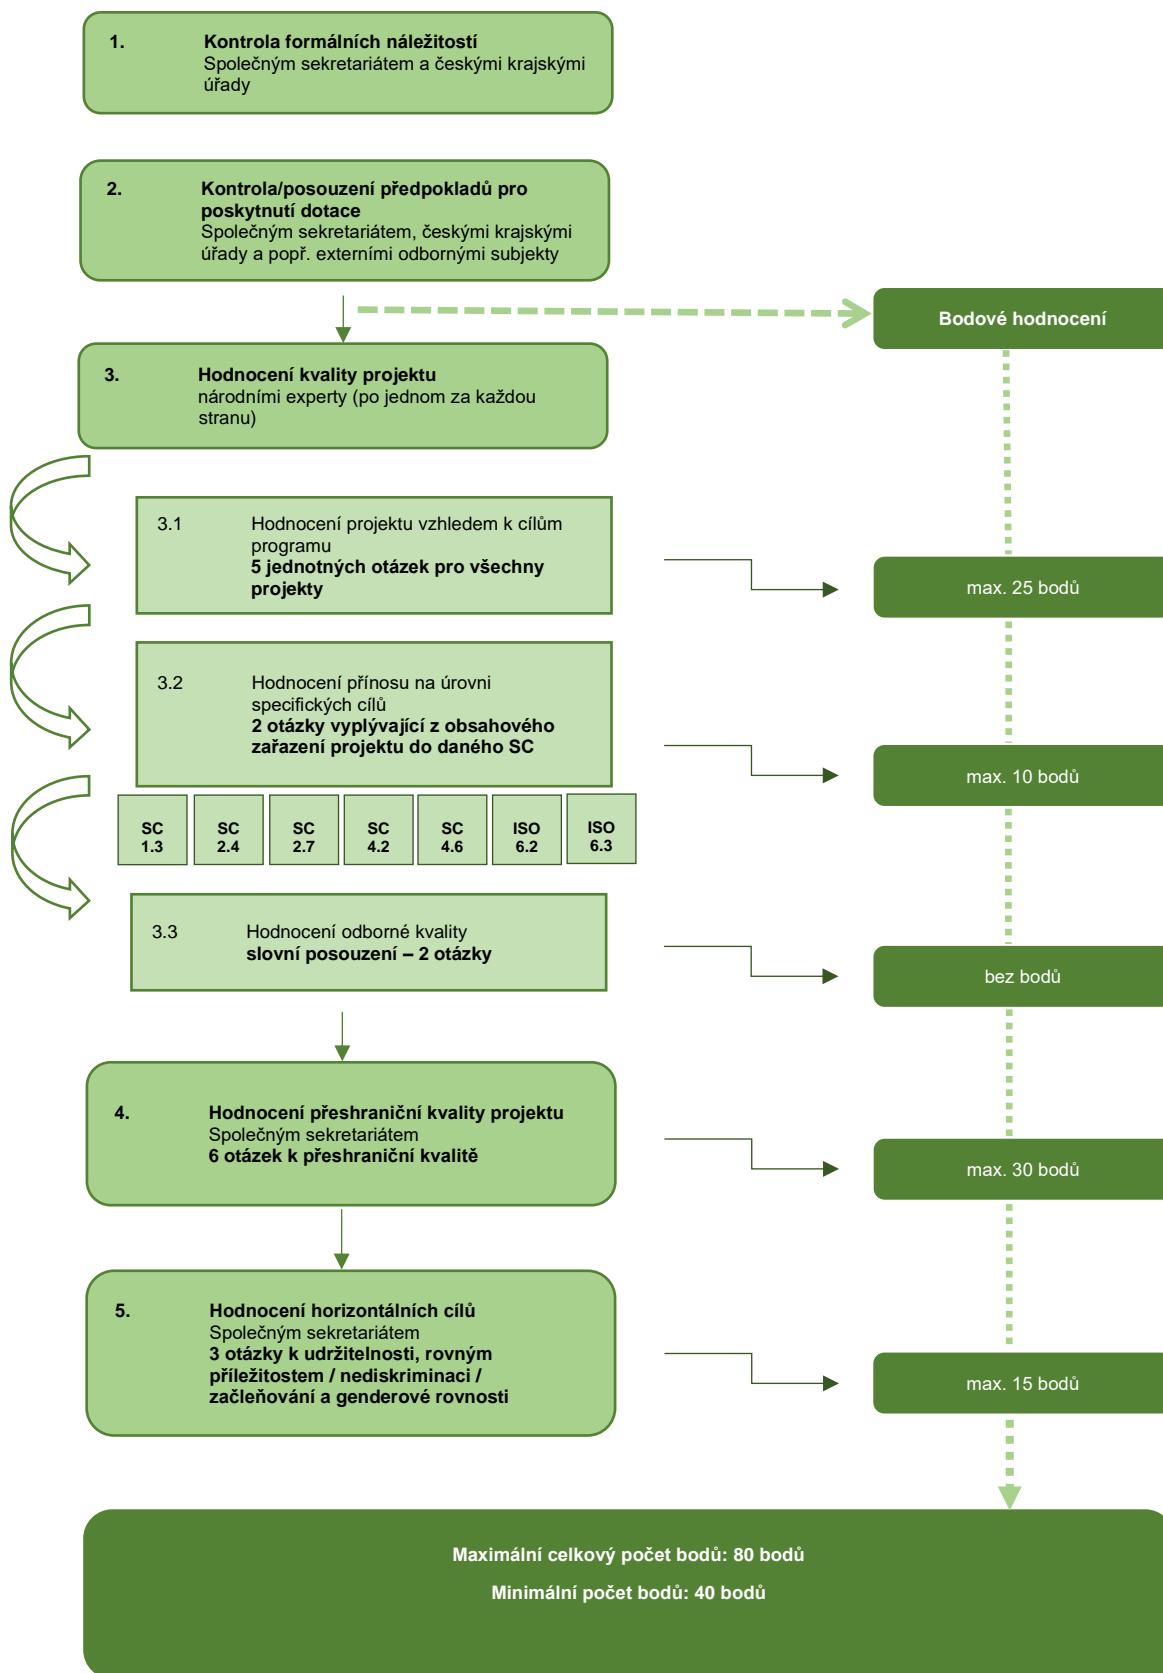 1. Kontrola formálních náležitostí
Společným sekretariátem a českými krajskými
úřady
2. Kontrola/posouzení předpokladů pro
poskytnutí dotace
Společným sekretariátem, českými krajskými
úřady a popř. externími odbornými subjekty
Bodové hodnocení
3. Hodnocení kvality projektu
národními experty (po jednom za každou
stranu)
3.1 Hodnocení projektu vzhledem k cílům
programu
5 jednotných otázek pro všechny
projekty
max. 25 bodů
3.2 Hodnocení přínosu na úrovni
specifických cílů
2 otázky vyplývající z obsahového
zařazení projektu do daného SC
max. 10 bodů
SC
1.3
SC
2.4
SC
2.7
SC
4.2
SC
4.6
ISO
6.2
ISO
6.3
3.3 Hodnocení odborné kvality
slovní posouzení – 2 otázky
bez bodů
4. Hodnocení přeshraniční kvality projektu
Společným sekretariátem
6 otázek k přeshraniční kvalitě
max. 30 bodů
5. Hodnocení horizontálních cílů
Společným sekretariátem
3 otázky k udržitelnosti, rovným
příležitostem / nediskriminaci /
začleňování a genderové rovnosti
max. 15 bodů
Maximální celkový počet bodů: 80 bodů
Minimální počet bodů: 40 bodů